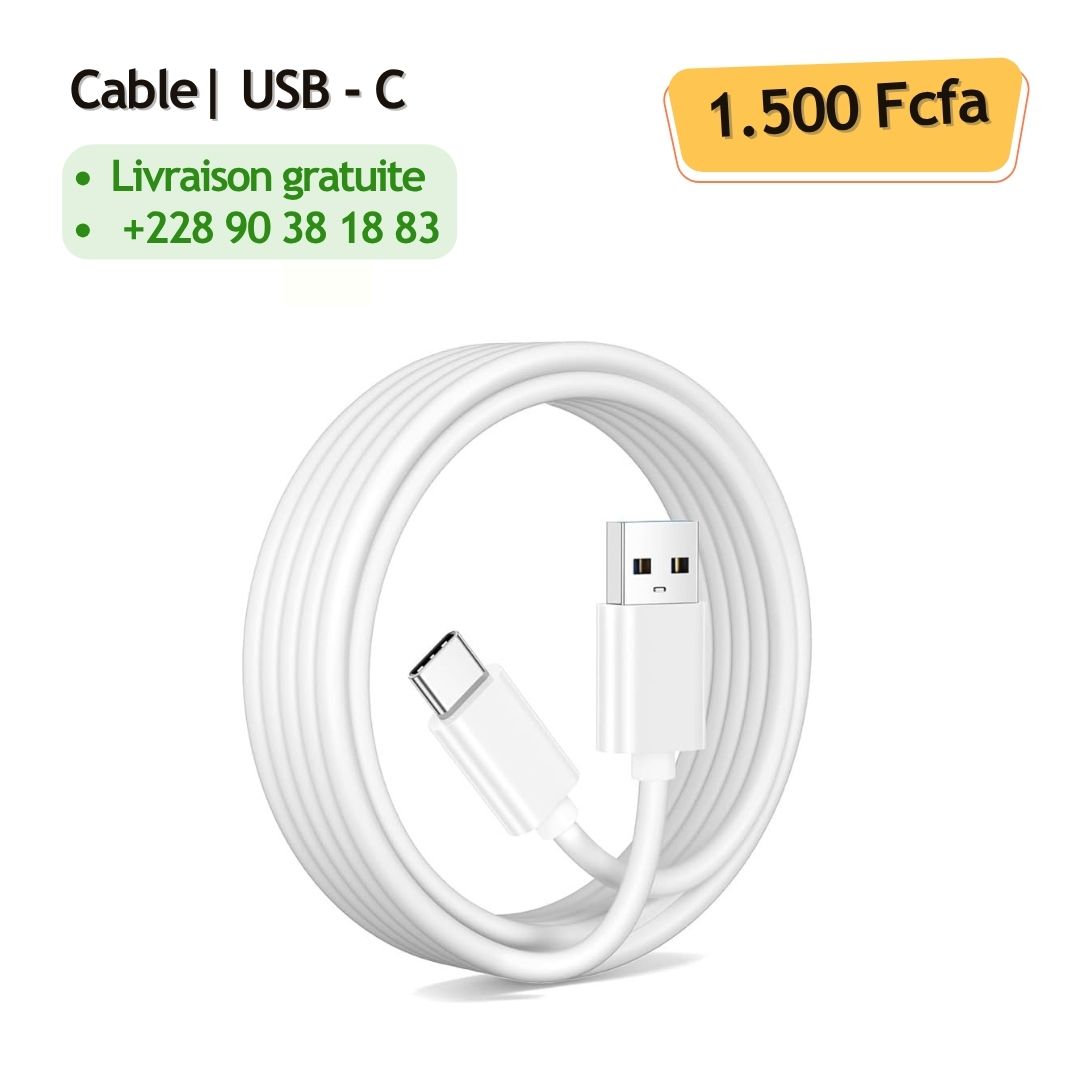 Cable| USB - C
1.500 Fcfa
• Livraison gratuite
• +228 90 38 18 83